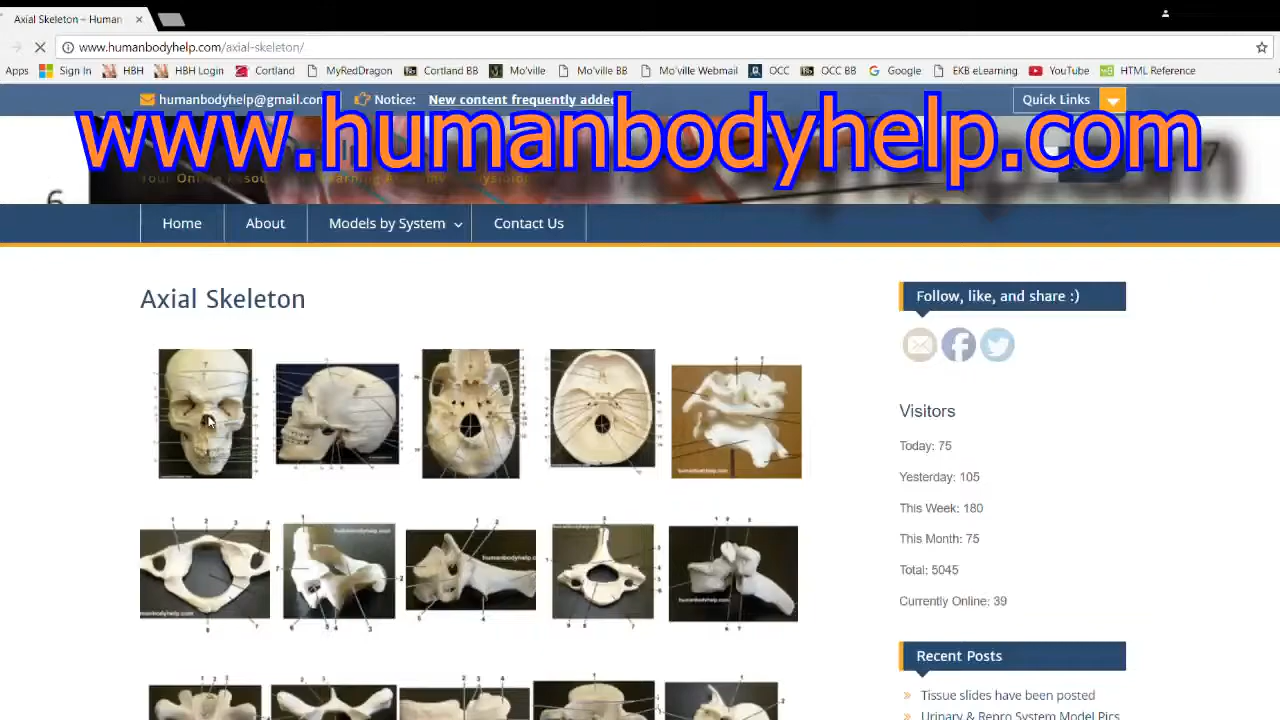 Axial Skeleton – Human
www.humanbodyhelp.com/axial-skeleton/
Apps Sign In HBH HBH Login Cortland MyRedDragon Cortland BB Mo'ville Mo'ville BB Mo'ville Webmail OCC OCC BB Google EKB eLearning YouTube HTML Reference
humanbodyhelp@gmail.com Notice: New content frequently added Quick Links
www.humanbodyhelp.com
Home About Models by System Contact Us
Axial Skeleton
Follow, like, and share :)
Visitors
Today: 75
Yesterday: 105
This Week: 180
This Month: 75
Total: 5045
Currently Online: 39
Recent Posts
Tissue slides have been posted
Urinary & Repro System Model Pics